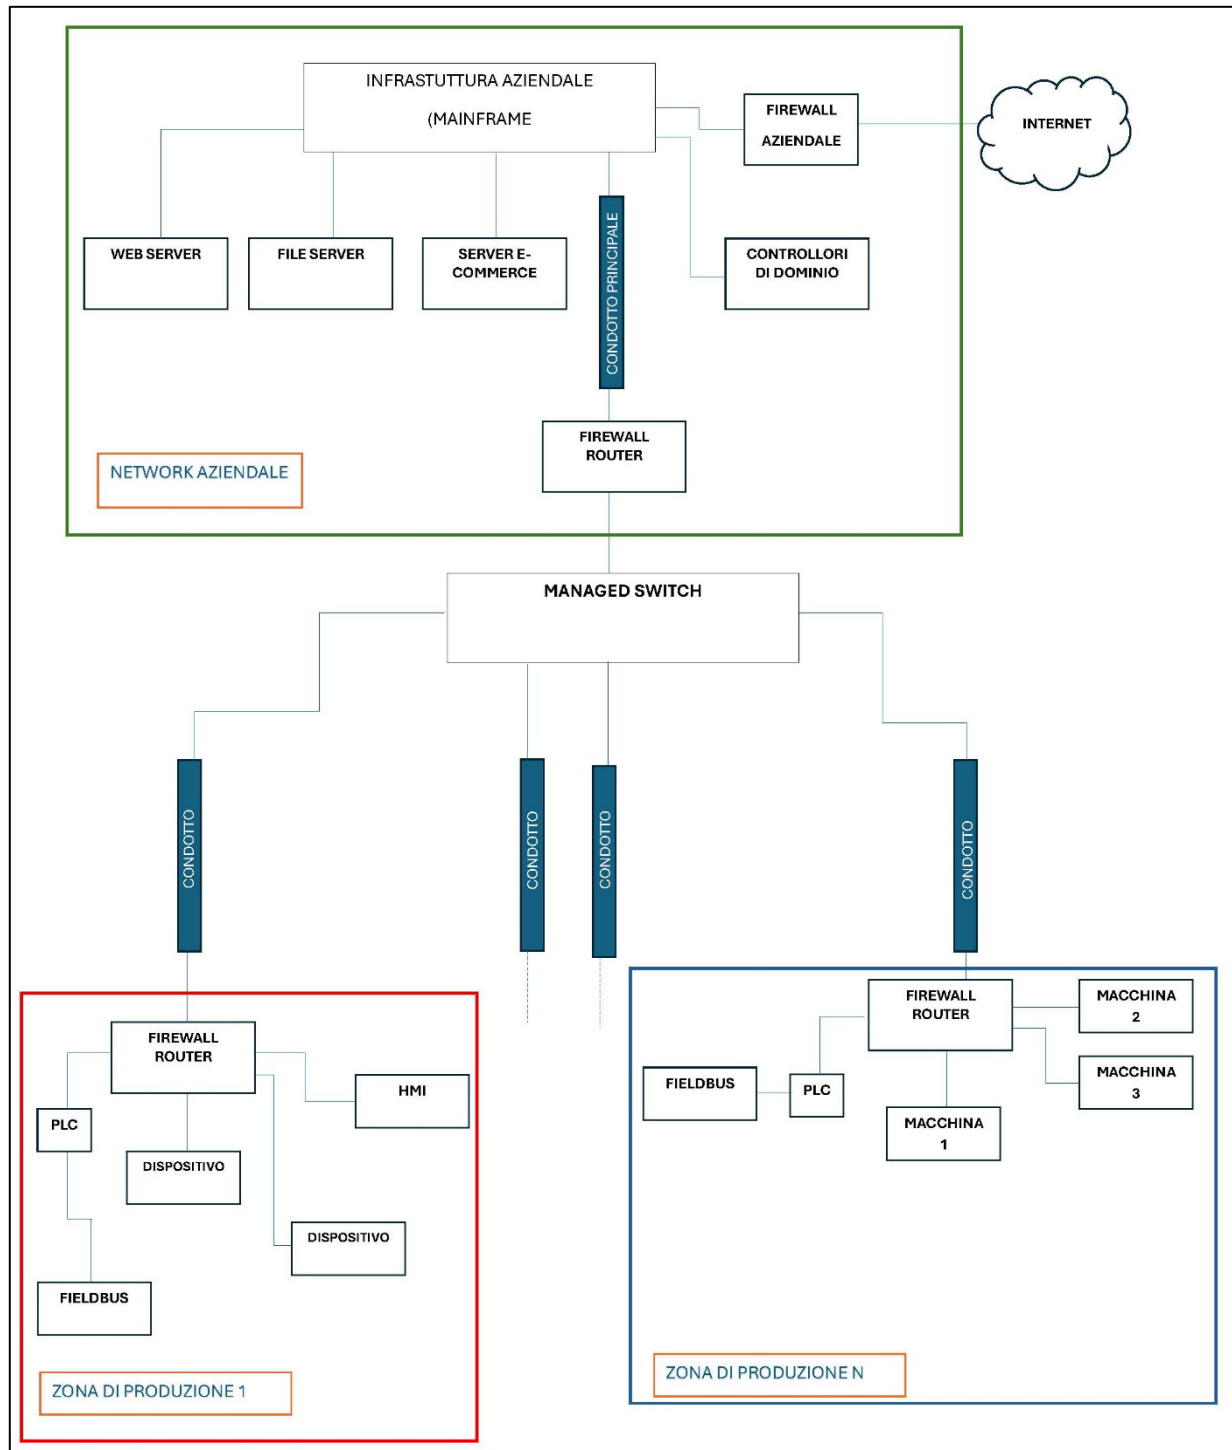 INFRASTUTTURA AZIENDALE
(MAINFRAME
FIREWALL
AZIENDALE
INTERNET
WEB SERVER
FILE SERVER
SERVER E-
COMMERCE
CONDOTTO PRINCIPALE
CONTROLLORI
DI DOMINIO
FIREWALL
ROUTER
NETWORK AZIENDALE
MANAGED SWITCH
CONDOTTO
CONDOTTO
CONDOTTO
CONDOTTO
FIREWALL
ROUTER
HMI
PLC
DISPOSITIVO
DISPOSITIVO
FIELDBUS
ZONA DI PRODUZIONE 1
FIREWALL
ROUTER
MACCHINA
2
FIELDBUS
PLC
MACCHINA
3
MACCHINA
1
ZONA DI PRODUZIONE N